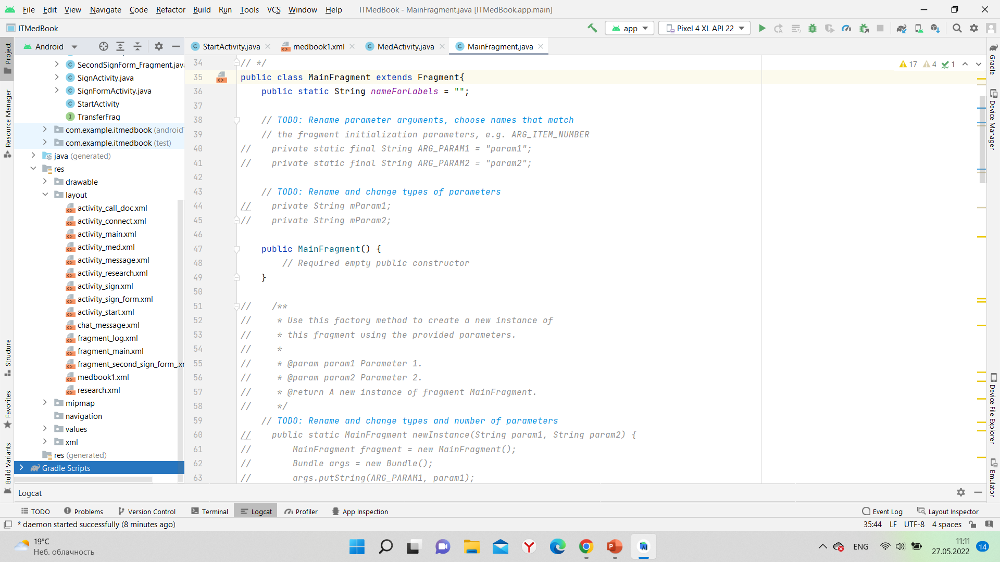 File Edit View Navigate Code Refactor Build Run Tools VCS Window Help ITMedBook - MainFragment.java [ITMedBook.app.main]
ITMedBook app Pixel 4 XL API 22
Project Android StartActivity.java medbook1.xml MedActivity.java MainFragment.java Gradle
SecondSignForm_Fragment.java
SignActivity.java
SignFormActivity.java
StartActivity
TransferFrag
com.example.itmedbook (android
com.example.itmedbook (test)
java (generated)
res
drawable
layout
activity_call_doc.xml
activity_connect.xml
activity_main.xml
activity_med.xml
activity_message.xml
activity_research.xml
activity_sign.xml
activity_sign_form.xml
activity_start.xml
chat_message.xml
fragment_log.xml
fragment_main.xml
fragment_second_sign_form_.xr
medbook1.xml
research.xml
mipmap
navigation
values
xml
res (generated)
Gradle Scripts
Resource Manager
Structure
Favorites
Build Variants
17 4 1
34 // */
35 public class MainFragment extends Fragment{
36 public static String nameForLabels = "";
37
38 // TODO: Rename parameter arguments, choose names that match
39 // the fragment initialization parameters, e.g. ARG_ITEM_NUMBER
40 // private static final String ARG_PARAM1 = "param1";
41 // private static final String ARG_PARAM2 = "param2";
42
43 // TODO: Rename and change types of parameters
44 // private String mParam1;
45 // private String mParam2;
46
47 public MainFragment() {
48 // Required empty public constructor
49 }
50
51 // /**
52 // * Use this factory method to create a new instance of
53 // * this fragment using the provided parameters.
54 // *
55 // * @param param1 Parameter 1.
56 // * @param param2 Parameter 2.
57 // * @return A new instance of fragment MainFragment.
58 // */
59 // TODO: Rename and change types and number of parameters
60 // public static MainFragment newInstance(String param1, String param2) {
61 // MainFragment fragment = new MainFragment();
62 // Bundle args = new Bundle();
63 // args.putString(ARG_PARAM1, param1);
Device Manager
Device File Explorer
Emulator
Logcat
TODO Problems Version Control Terminal Logcat Profiler App Inspection Event Log Layout Inspector
* daemon started successfully (8 minutes ago) 35:44 LF UTF-8 4 spaces
19°C
Неб. облачность
ENG
11:11
27.05.2022
14